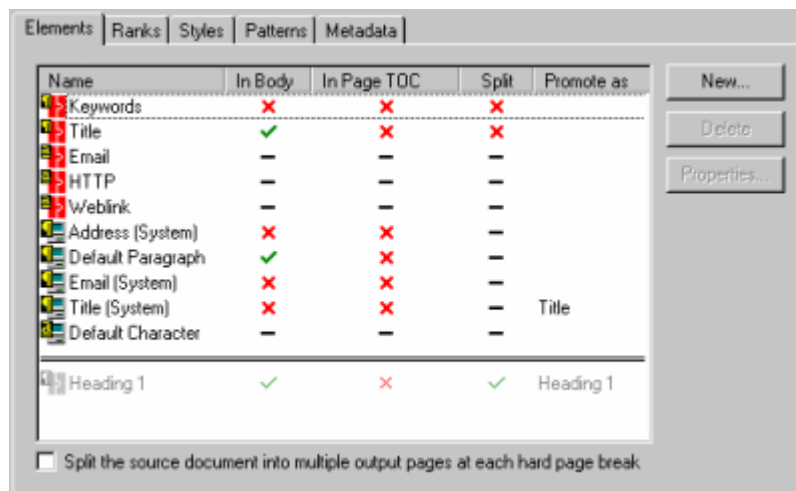 Elements Ranks Styles Patterns Metadata
Name In Body In Page TOC Split Promote as New...
Keywords
Title Delete
Email
HTTP Properties...
Weblink
Address (System)
Default Paragraph
Email (System)
Title (System) Title
Default Character
Heading 1 Heading 1
Split the source document into multiple output pages at each hard page break